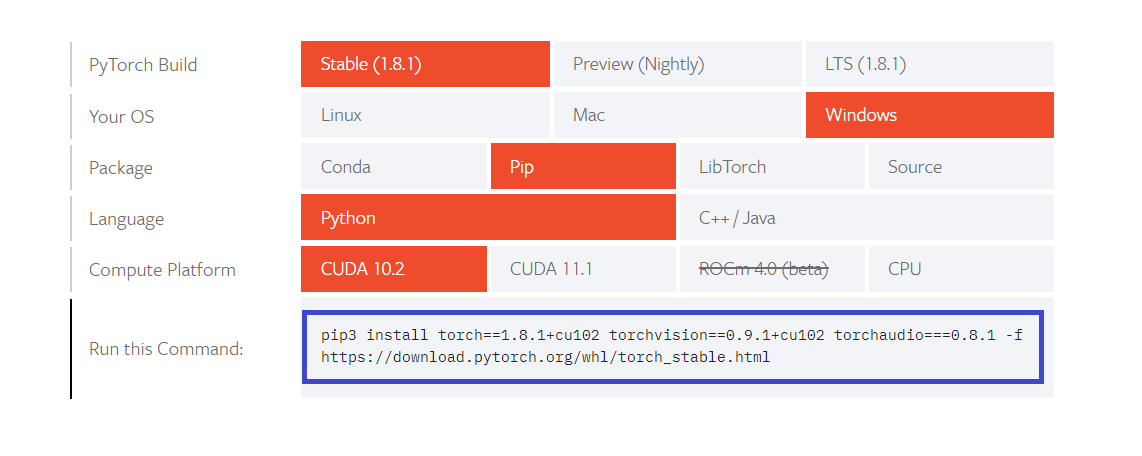 PyTorch Build
Stable (1.8.1)
Preview (Nightly)
LTS (1.8.1)
Your OS
Linux
Mac
Windows
Package
Conda
Pip
LibTorch
Source
Language
Python
C++ / Java
Compute Platform
CUDA 10.2
CUDA 11.1
ROCm 4.0 (beta)
CPU
Run this Command:
pip3 install torch==1.8.1+cu102 torchvision==0.9.1+cu102 torchaudio===0.8.1 -f
https://download.pytorch.org/whl/torch_stable.html